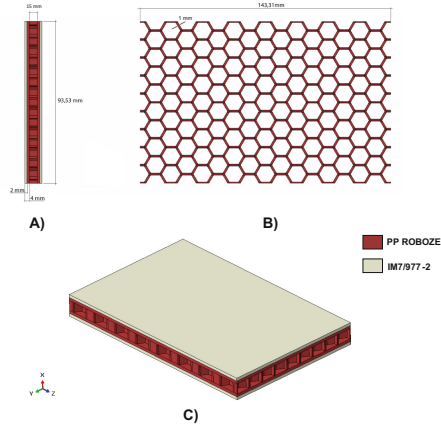 15 mm
143,31mm
1 mm
93,53 mm
2 mm
4 mm
A)
B)
PP ROBOZE
IM7/977-2
X
Y
Z
C)